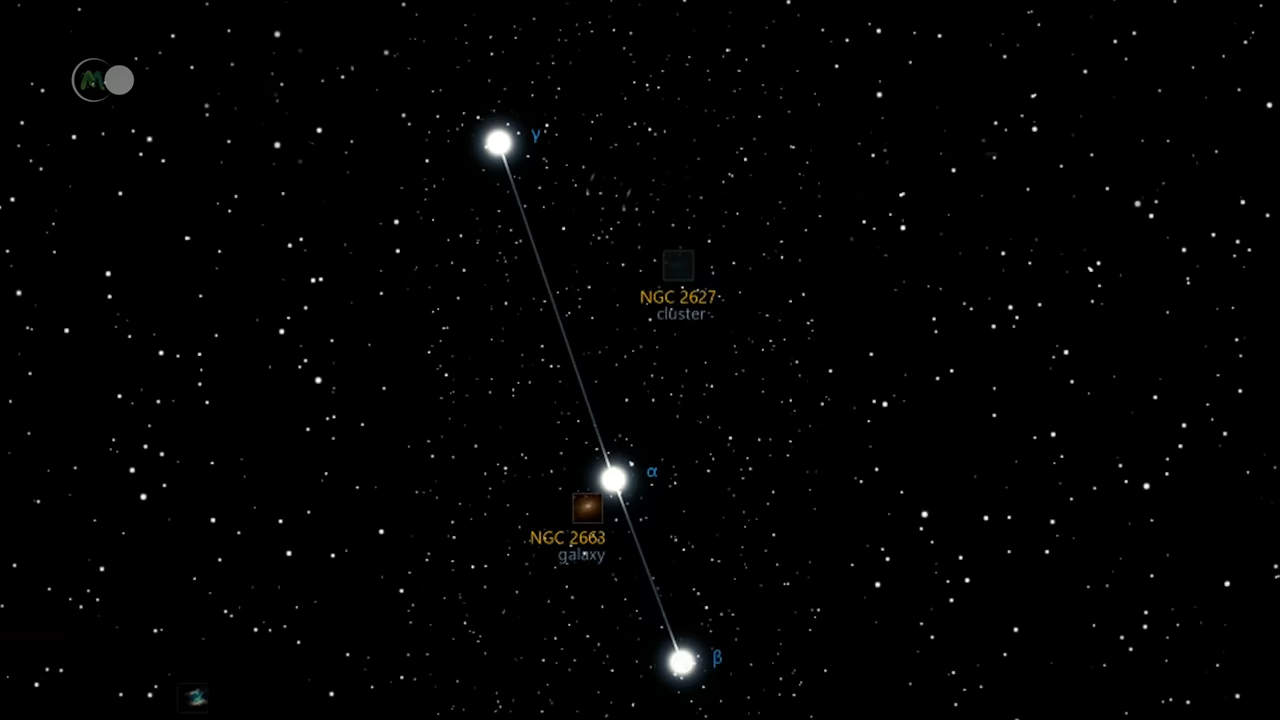 M
γ
NGC 2627
cluster
α
NGC 2663
galaxy
β